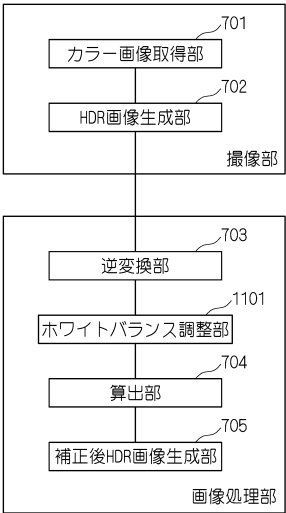 701
カラー画像取得部
702
HDR画像生成部
撮像部
703
逆変換部
1101
ホワイトバランス調整部
704
算出部
705
補正後HDR画像生成部
画像処理部